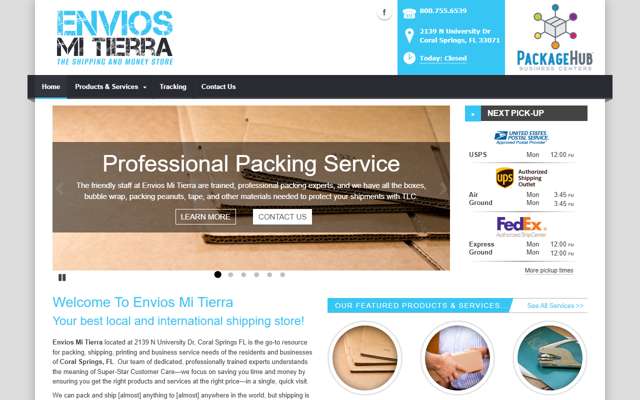 ENVIOS
MI TIERRA
THE SHIPPING AND MONEY STORE
f
800.755.6539
2139 N University Dr
Coral Springs, FL 33071
Today: Closed
PACKAGEHUB
BUSINESS CENTERS
Home Products & Services Tracking Contact Us
Professional Packing Service
The friendly staff at Envios Mi Tierra are trained, professional packing experts, and we have all the boxes,
bubble wrap, packing peanuts, tape, and other materials needed to protect your shipments with TLC.
LEARN MORE CONTACT US
» NEXT PICK-UP
UNITED STATES
POSTAL SERVICE
Approved Postal Provider
USPS Mon 12:00 PM
ups Authorized
Shipping
Outlet
Air Mon 3:45 PM
Ground Mon 3:45 PM
FedEx
Authorized ShipCenter
Express Mon 12:00 PM
Ground Mon 12:00 PM
More pickup times
Welcome To Envios Mi Tierra
Your best local and international shipping store!
Envios Mi Tierra located at 2139 N University Dr, Coral Springs FL is the go-to resource
for packing, shipping, printing and business service needs of the residents and businesses
of Coral Springs, FL. Our team of dedicated, professionally trained experts understands
the meaning of Super-Star Customer Care—we focus on saving you time and money by
ensuring you get the right products and services at the right price—in a single, quick visit.
We can pack and ship [almost] anything to [almost] anywhere in the world, but shipping is
OUR FEATURED PRODUCTS & SERVICES...
See All Services >>